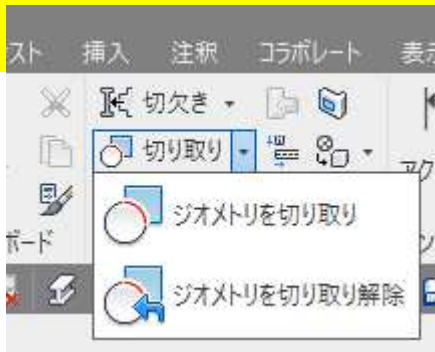 スト 挿入 注釈 コラボレート 表示
切欠き
切り取り
アク
ジオメトリを切り取り
ボード
ジオメトリを切り取り解除